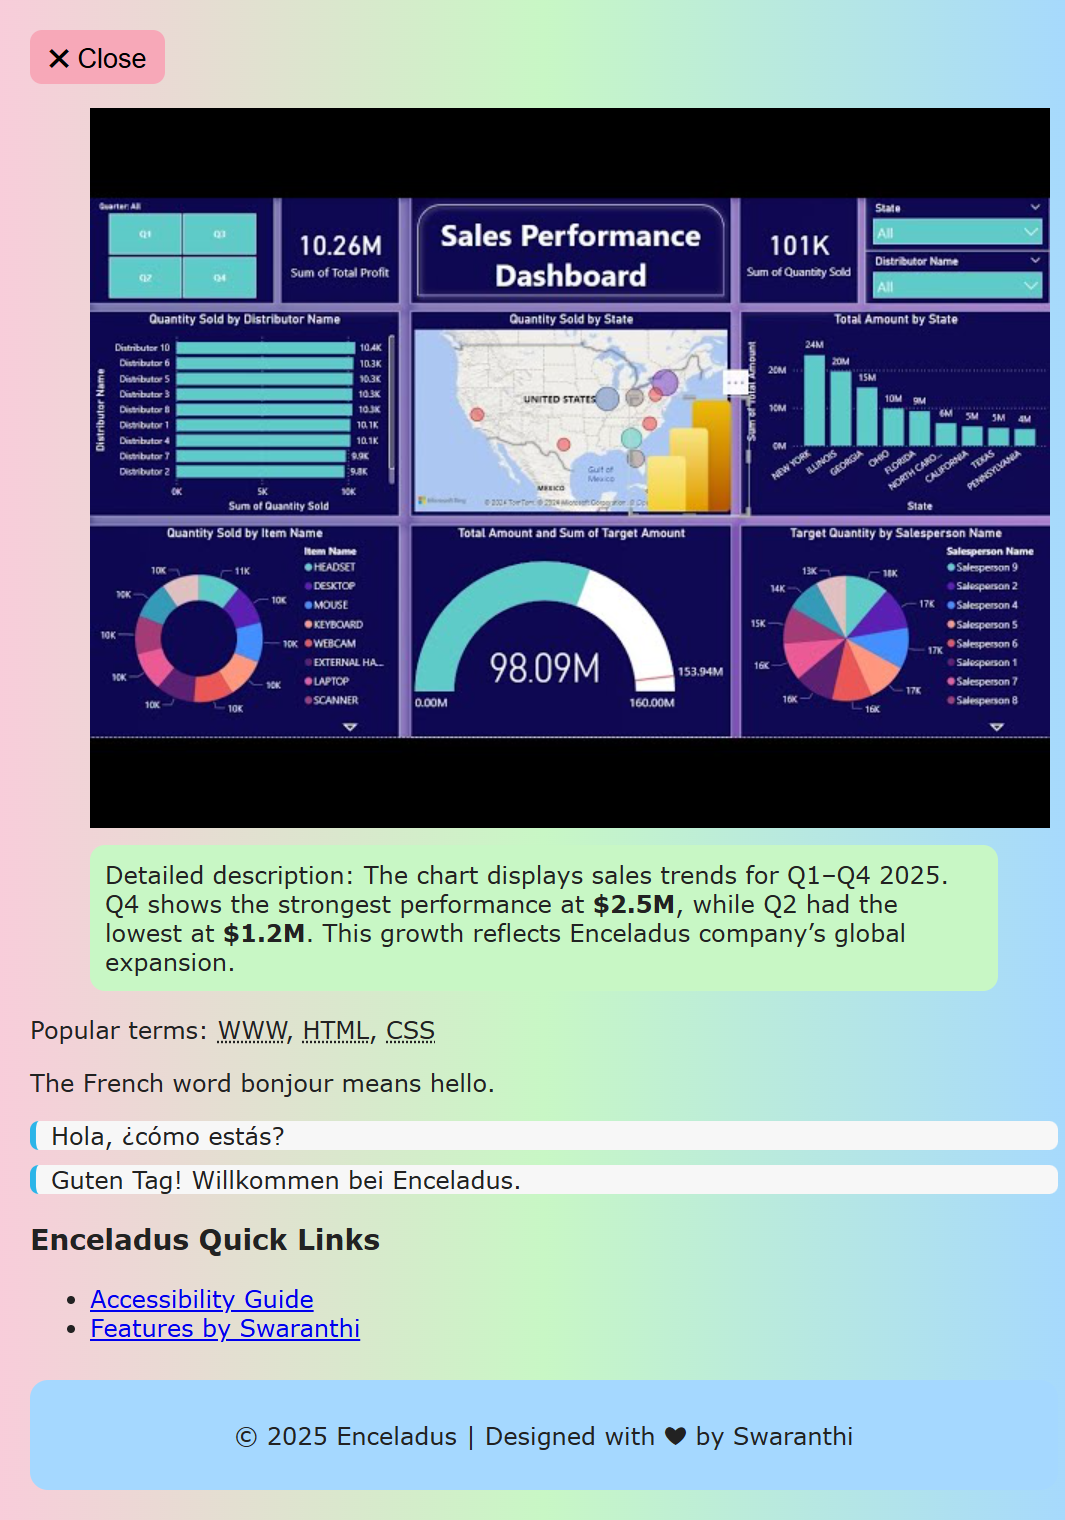 ✕ Close
Quarter: All
Q1 Q3
Q2 Q4
10.26M
Sum of Total Profit
Sales Performance
Dashboard
101K
Sum of Quantity Sold
State
All
Distributor Name
All
Quantity Sold by Distributor Name
Distributor Name
Distributor 10 10.4K
Distributor 6 10.3K
Distributor 5 10.3K
Distributor 3 10.3K
Distributor 8 10.3K
Distributor 1 10.1K
Distributor 4 10.1K
Distributor 7 9.9K
Distributor 2 9.8K
0K 5K 10K
Sum of Quantity Sold
Quantity Sold by State
UNITED STATES
Gulf of
Mexico
MEXICO
Microsoft Bing
© 2024 TomTom, © 2024 Microsoft Corporation
Total Amount by State
Sum of Total Amount
20M
10M
0M
24M
20M
15M
10M
9M
6M
5M
5M
4M
NEW YORK
ILLINOIS
GEORGIA
OHIO
FLORIDA
NORTH CARO...
CALIFORNIA
TEXAS
PENNSYLVANIA
State
Quantity Sold by Item Name
10K 11K
10K 10K
10K 10K
10K 10K
10K 10K
Item Name
HEADSET
DESKTOP
MOUSE
KEYBOARD
WEBCAM
EXTERNAL HA...
LAPTOP
SCANNER
Total Amount and Sum of Target Amount
98.09M
153.94M
0.00M 160.00M
Target Quantity by Salesperson Name
13K 18K
14K 17K
15K 17K
16K 17K
16K 16K
Salesperson Name
Salesperson 9
Salesperson 2
Salesperson 4
Salesperson 5
Salesperson 6
Salesperson 1
Salesperson 7
Salesperson 8
Detailed description: The chart displays sales trends for Q1–Q4 2025.
Q4 shows the strongest performance at $2.5M, while Q2 had the
lowest at $1.2M. This growth reflects Enceladus company’s global
expansion.
Popular terms: WWW, HTML, CSS
The French word bonjour means hello.
Hola, ¿cómo estás?
Guten Tag! Willkommen bei Enceladus.
Enceladus Quick Links
Accessibility Guide
Features by Swaranthi
© 2025 Enceladus | Designed with ♥ by Swaranthi